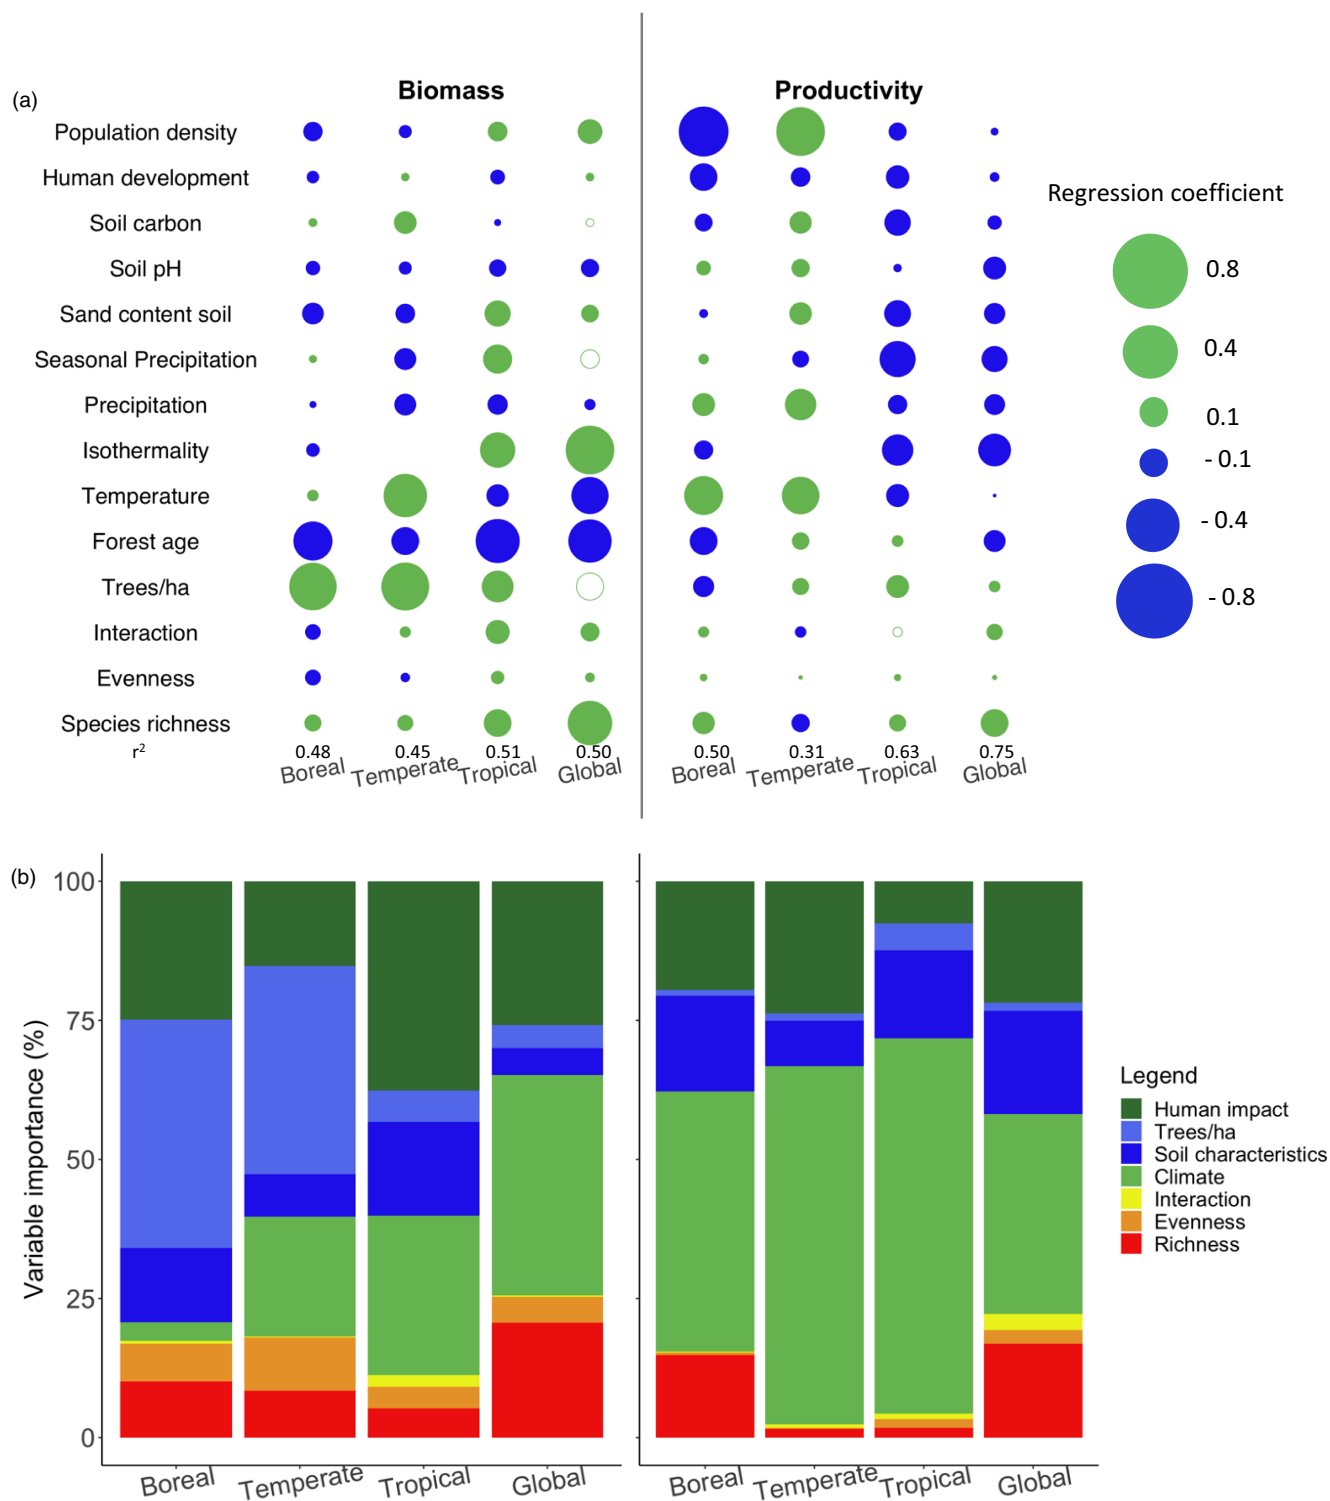 (a)
Biomass
Productivity
Population density
Human development
Soil carbon
Soil pH
Sand content soil
Seasonal Precipitation
Precipitation
Isothermality
Temperature
Forest age
Trees/ha
Interaction
Evenness
Species richness
r²
0.48 0.45 0.51 0.50
Boreal Temperate Tropical Global
0.50 0.31 0.63 0.75
Boreal Temperate Tropical Global
Regression coefficient
0.8
0.4
0.1
- 0.1
- 0.4
- 0.8
(b)
Variable importance (%)
100
75
50
25
0
Boreal Temperate Tropical Global
Boreal Temperate Tropical Global
Legend
Human impact
Trees/ha
Soil characteristics
Climate
Interaction
Evenness
Richness